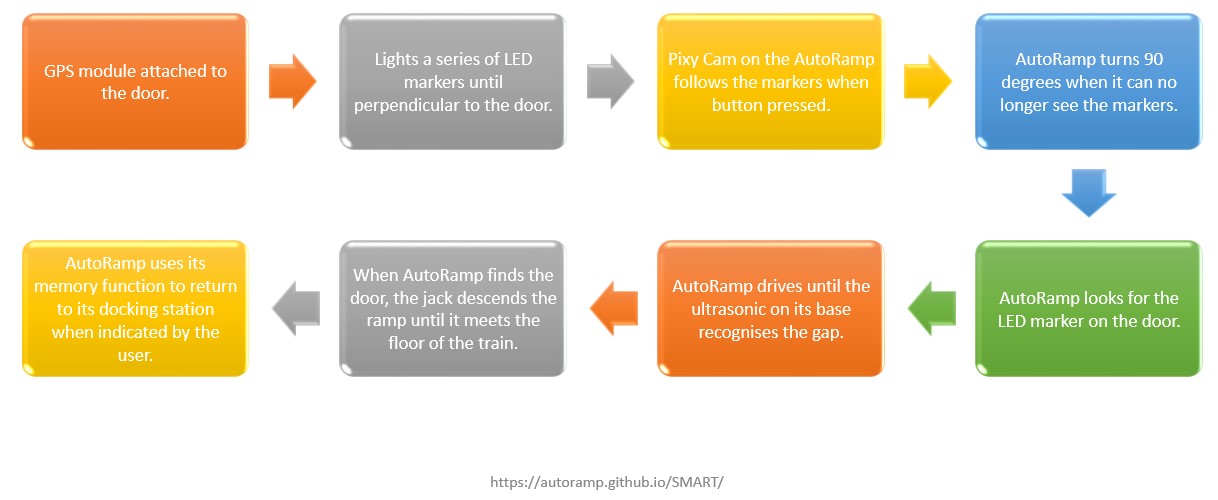 GPS module attached to
the door.
Lights a series of LED
markers until
perpendicular to the door.
Pixy Cam on the AutoRamp
follows the markers when
button pressed.
AutoRamp turns 90
degrees when it can no
longer see the markers.
AutoRamp looks for the
LED marker on the door.
AutoRamp drives until the
ultrasonic on its base
recognises the gap.
When AutoRamp finds the
door, the jack descends the
ramp until it meets the
floor of the train.
AutoRamp uses its
memory function to return
to its docking station
when indicated by the
user.
https://autoramp.github.io/SMART/